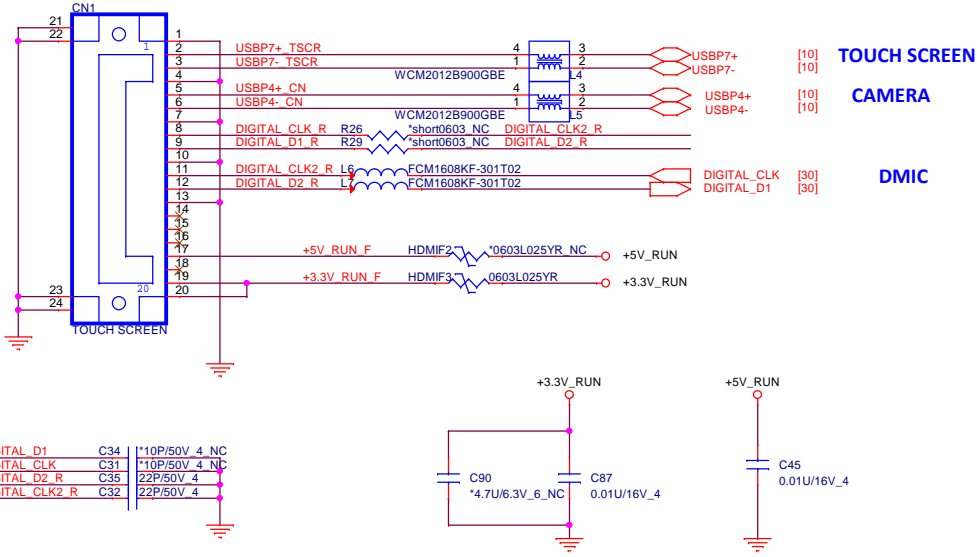 CN1
21
22
1
1
2 USBP7+_TSCR 4 3 USBP7+ [10] TOUCH SCREEN
3 USBP7-_TSCR 1 2 USBP7- [10]
4 WCM2012B900GBE L4
5 USBP4+_CN 4 3 USBP4+ [10] CAMERA
6 USBP4-_CN 1 2 USBP4- [10]
7 WCM2012B900GBE L5
8 DIGITAL_CLK_R R26 *short0603_NC DIGITAL_CLK2_R
9 DIGITAL_D1_R R29 *short0603_NC DIGITAL_D2_R
10
11 DIGITAL_CLK2_R L6 FCM1608KF-301T02 DIGITAL_CLK [30] DMIC
12 DIGITAL_D2_R L7 FCM1608KF-301T02 DIGITAL_D1 [30]
13
14
15
16
17 +5V_RUN_F HDMIF2 *0603L025YR_NC +5V_RUN
18
19 +3.3V_RUN_F HDMIF3 0603L025YR +3.3V_RUN
23 20 20
24
TOUCH SCREEN
+3.3V_RUN +5V_RUN
GITAL_D1 C34 *10P/50V_4_NC
GITAL_CLK C31 *10P/50V_4_NC
GITAL_D2_R C35 22P/50V_4
GITAL_CLK2_R C32 22P/50V_4
C90
*4.7U/6.3V_6_NC
C87
0.01U/16V_4
C45
0.01U/16V_4